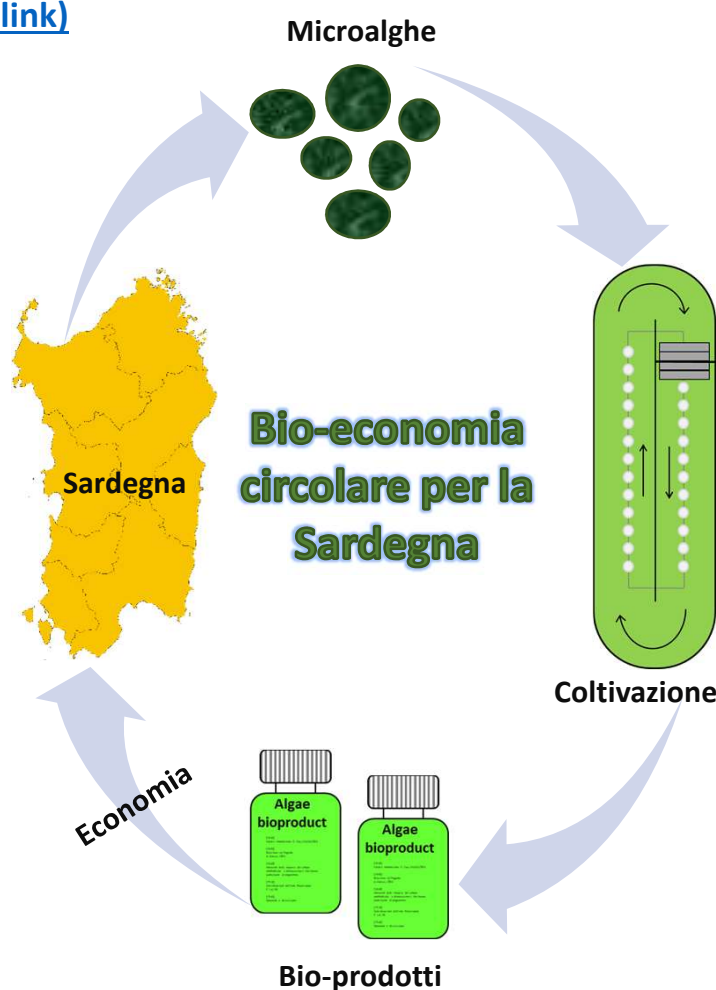 link)
Microalghe
Sardegna
Bio-economia
circolare per la
Sardegna
Coltivazione
Economia
Algae
bioproduct
Algae
bioproduct
Bio-prodotti